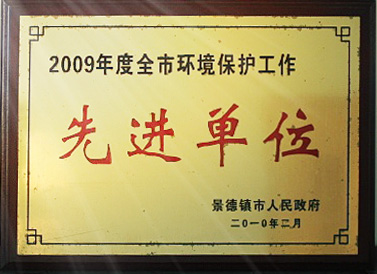 2009年度全市环境保护工作
先进单位
景德镇市人民政府
二〇一〇年二月